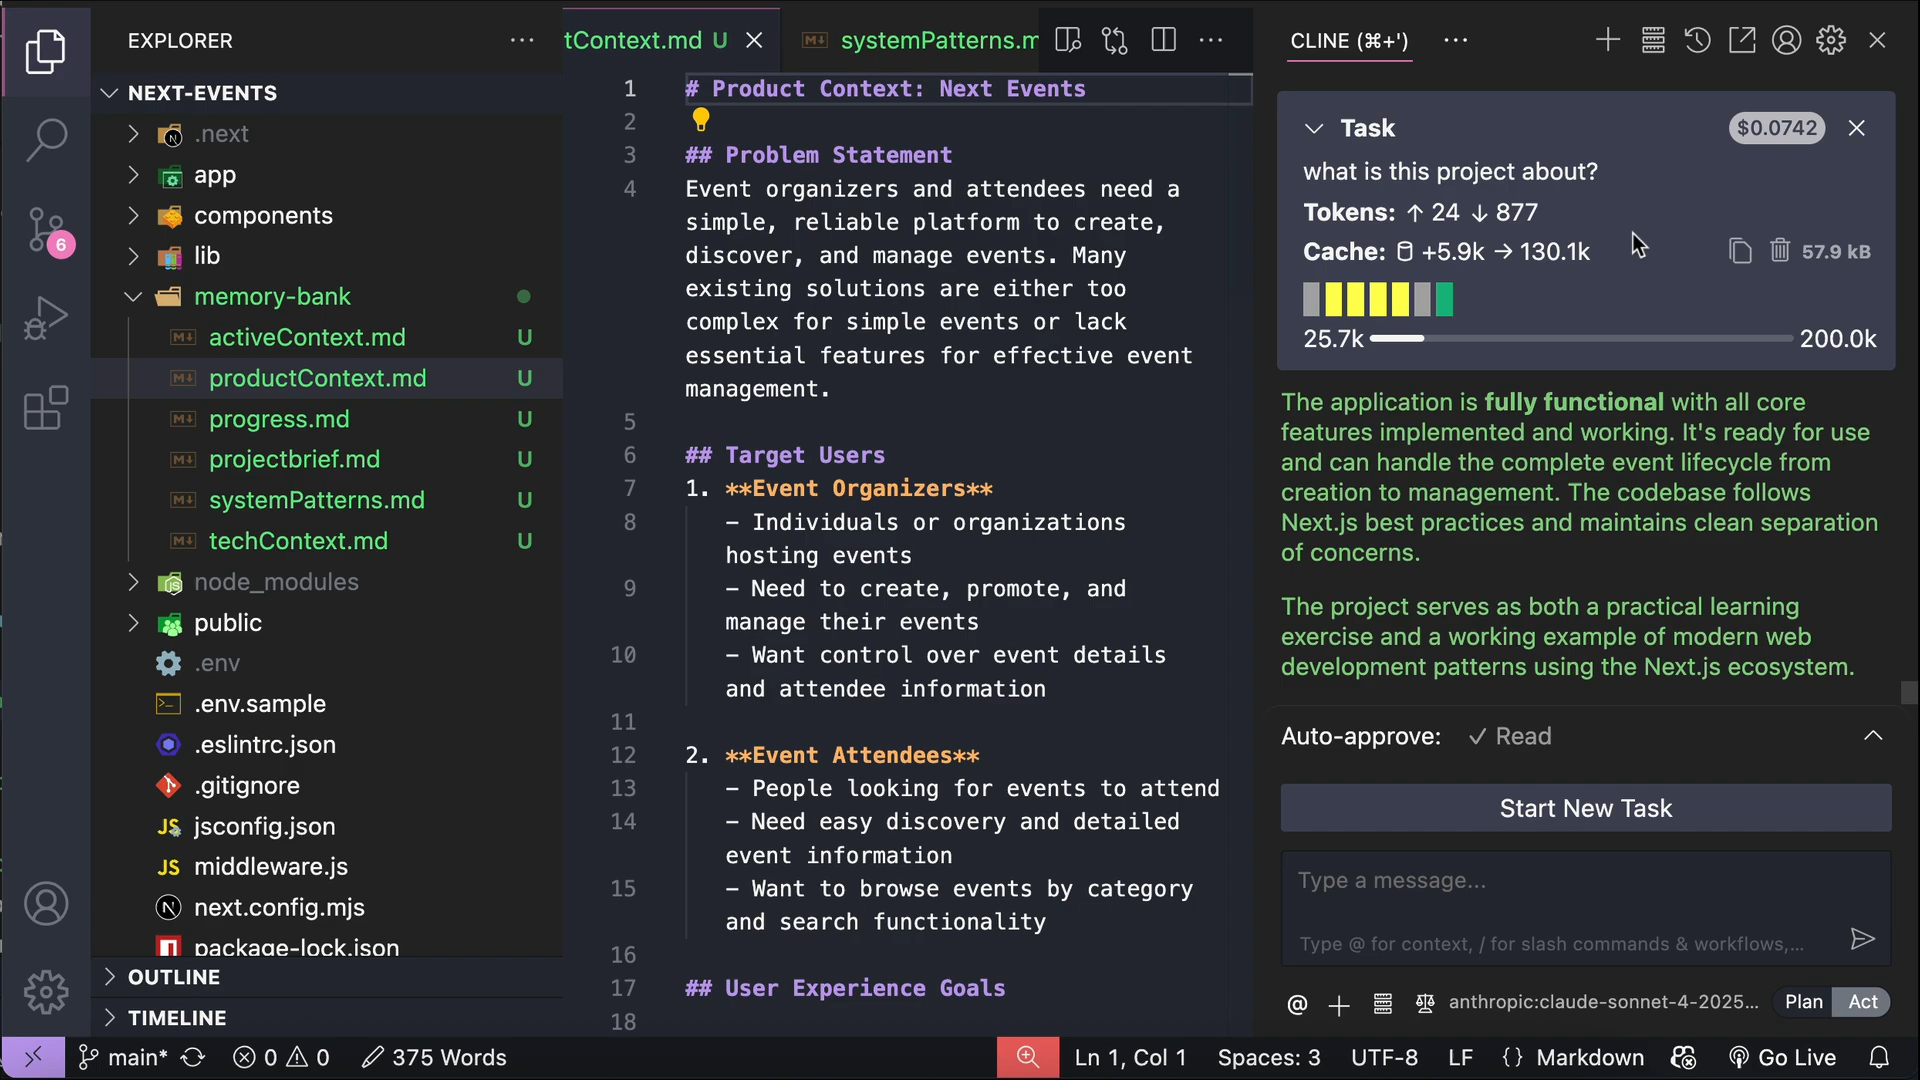 EXPLORER
NEXT-EVENTS
.next
app
components
lib
memory-bank
activeContext.md U
productContext.md U
progress.md U
projectbrief.md U
systemPatterns.md U
techContext.md U
node_modules
public
.env
.env.sample
.eslintrc.json
.gitignore
jsconfig.json
middleware.js
next.config.mjs
package-lock.json
OUTLINE
TIMELINE
6
tContext.md U
systemPatterns.m
1 # Product Context: Next Events
2
3 ## Problem Statement
4 Event organizers and attendees need a
simple, reliable platform to create,
discover, and manage events. Many
existing solutions are either too
complex for simple events or lack
essential features for effective event
management.
5
6 ## Target Users
7 1. **Event Organizers**
8 - Individuals or organizations
hosting events
9 - Need to create, promote, and
manage their events
10 - Want control over event details
and attendee information
11
12 2. **Event Attendees**
13 - People looking for events to attend
14 - Need easy discovery and detailed
event information
15 - Want to browse events by category
and search functionality
16
17 ## User Experience Goals
18
CLINE (⌘+')
Task $0.0742
what is this project about?
Tokens: ↑ 24 ↓ 877
Cache: +5.9k → 130.1k 57.9 kB
25.7k 200.0k
The application is fully functional with all core
features implemented and working. It's ready for use
and can handle the complete event lifecycle from
creation to management. The codebase follows
Next.js best practices and maintains clean separation
of concerns.
The project serves as both a practical learning
exercise and a working example of modern web
development patterns using the Next.js ecosystem.
Auto-approve: ✓ Read
Start New Task
Type a message...
Type @ for context, / for slash commands & workflows,...
@ anthropic:claude-sonnet-4-2025... Plan Act
main* 0 0 375 Words Ln 1, Col 1 Spaces: 3 UTF-8 LF {} Markdown Go Live